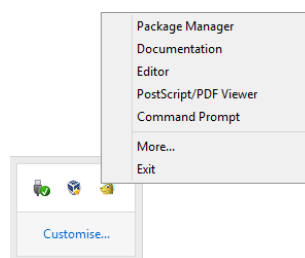 Package Manager
Documentation
Editor
PostScript/PDF Viewer
Command Prompt
More...
Exit
Customise...